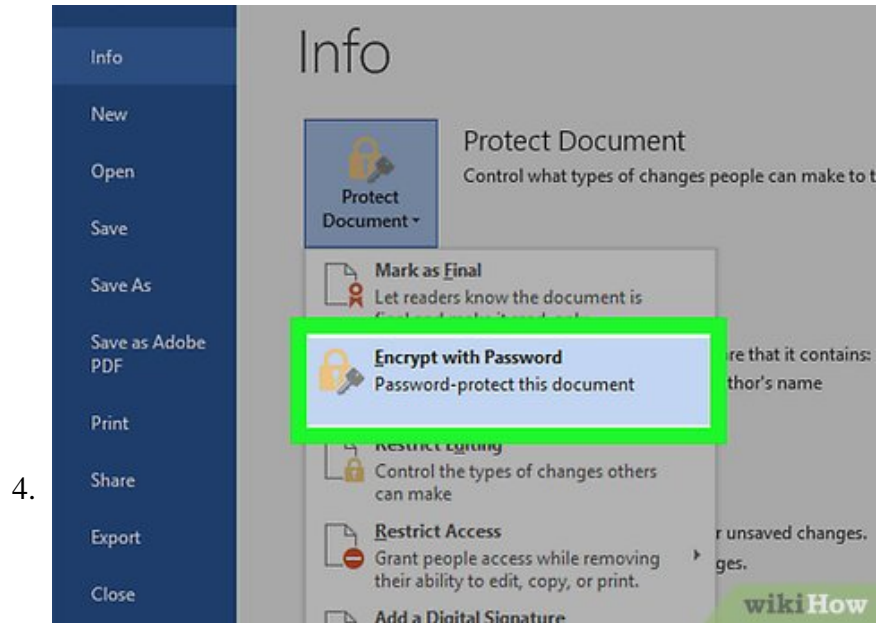 Info
New
Open
Save
Save As
Save as Adobe
PDF
Print
Share
Export
Close
Info
Protect
Document
Protect Document
Control what types of changes people can make to t
Mark as Final
Let readers know the document is
Encrypt with Password
Password-protect this document
re that it contains:
thor's name
Restrict Editing
Control the types of changes others
can make
Restrict Access
Grant people access while removing
their ability to edit, copy, or print.
r unsaved changes.
ges.
Add a Digital Signature
4.
wikiHow